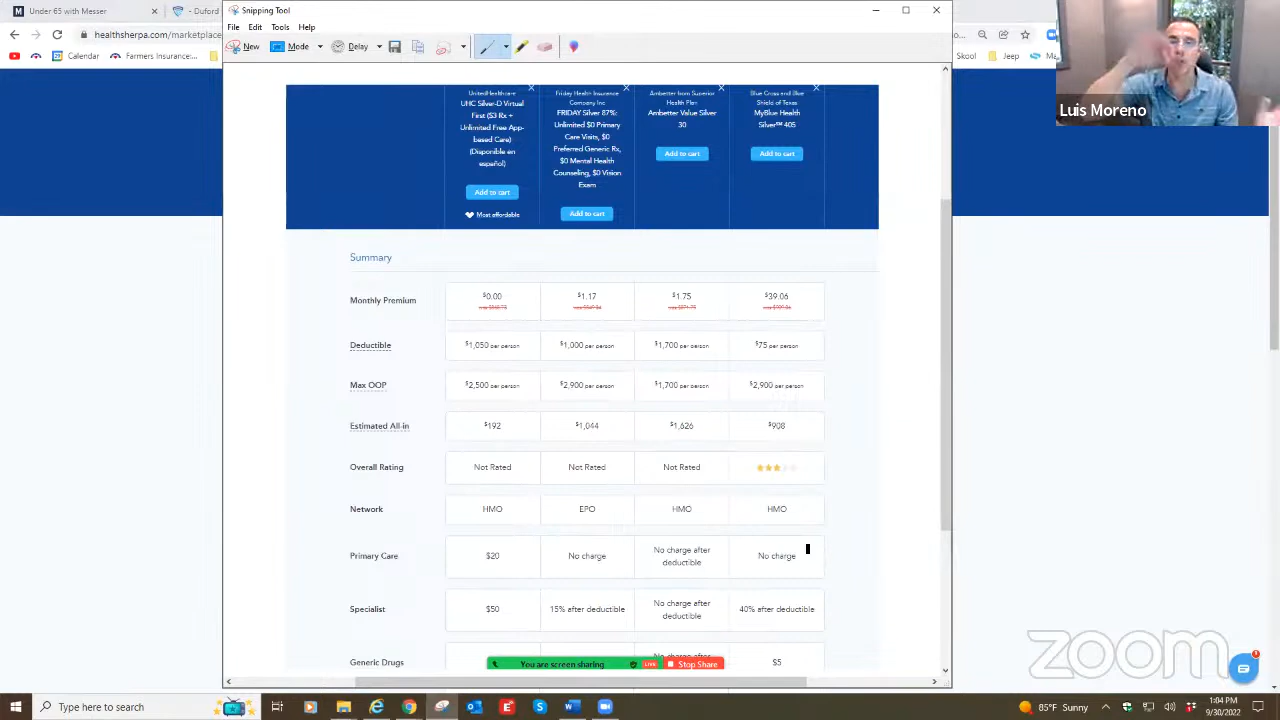 Under 65 with Messer
Snipping Tool
File Edit Tools Help
New Mode Delay
healthsherpa.com/marketplace
Calendar
Farmers Insurance...
Skool
Jeep
Luis Moreno
UnitedHealthcare
UHC Silver-D Virtual
First ($3 Rx +
Unlimited Free App-
based Care)
(Disponible en
español)
Add to cart
Most affordable
Friday Health Insurance
Company Inc
FRIDAY Silver 87%:
Unlimited $0 Primary
Care Visits, $0
Preferred Generic Rx,
$0 Mental Health
Counseling, $0 Vision
Exam
Add to cart
Ambetter from Superior
Health Plan
Ambetter Value Silver
30
Add to cart
Blue Cross and Blue
Shield of Texas
MyBlue Health
Silver℠ 405
Add to cart
Summary
Monthly Premium $0.00 $1.17 $1.75 $39.06
Deductible $1,050 per person $1,000 per person $1,700 per person $75 per person
Max OOP $2,500 per person $2,900 per person $1,700 per person $2,900 per person
Estimated All-in $192 $1,044 $1,626 $908
Overall Rating Not Rated Not Rated Not Rated
Network HMO EPO HMO HMO
Primary Care $20 No charge No charge after deductible No charge
Specialist $50 15% after deductible No charge after deductible 40% after deductible
Generic Drugs No charge after $5
You are screen sharing LIVE Stop Share
zoom
Type here to search
85°F Sunny
1:04 PM
9/30/2022